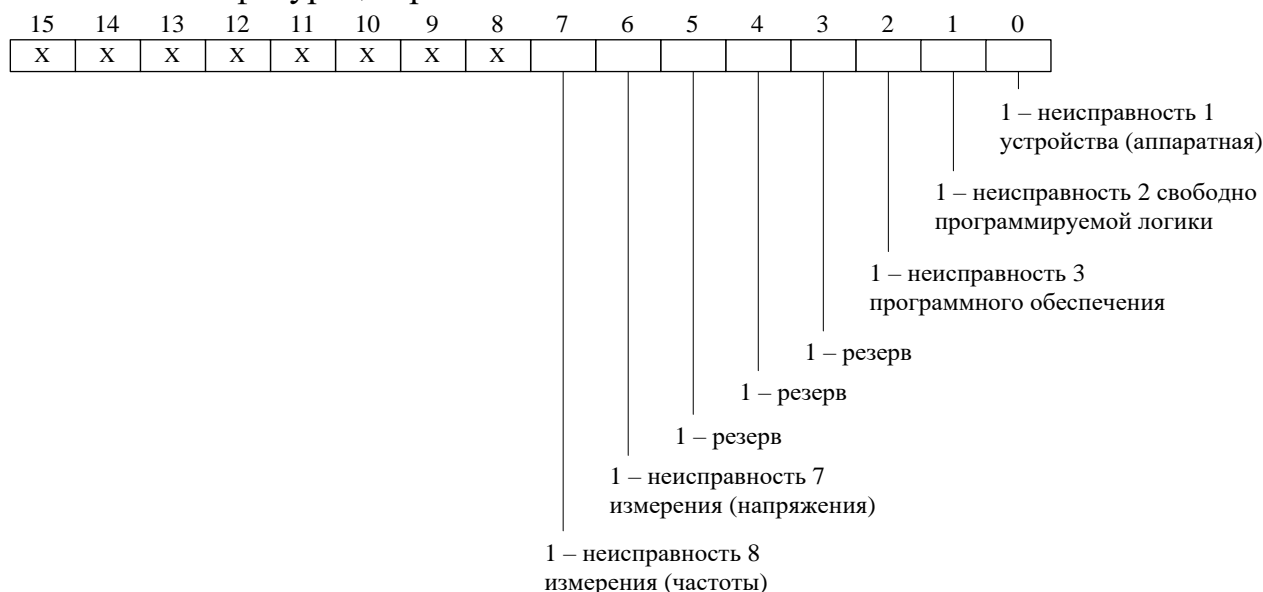 15 14 13 12 11 10 9 8 7 6 5 4 3 2 1 0
X X X X X X X X
1 – неисправность 1
устройства (аппаратная)
1 – неисправность 2 свободно
программируемой логики
1 – неисправность 3
программного обеспечения
1 – резерв
1 – резерв
1 – резерв
1 – неисправность 7
измерения (напряжения)
1 – неисправность 8
измерения (частоты)